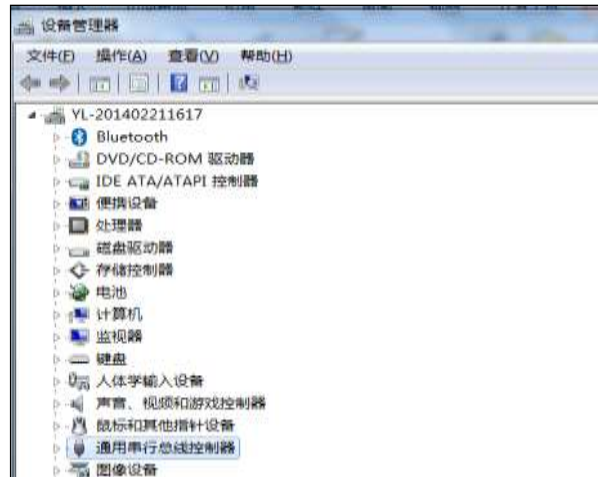 设备管理器
文件(F) 操作(A) 查看(V) 帮助(H)
YL-201402211617
Bluetooth
DVD/CD-ROM 驱动器
IDE ATA/ATAPI 控制器
便携设备
处理器
磁盘驱动器
存储控制器
电池
计算机
监视器
键盘
人体学输入设备
声音、视频和游戏控制器
鼠标和其他指针设备
通用串行总线控制器
图像设备